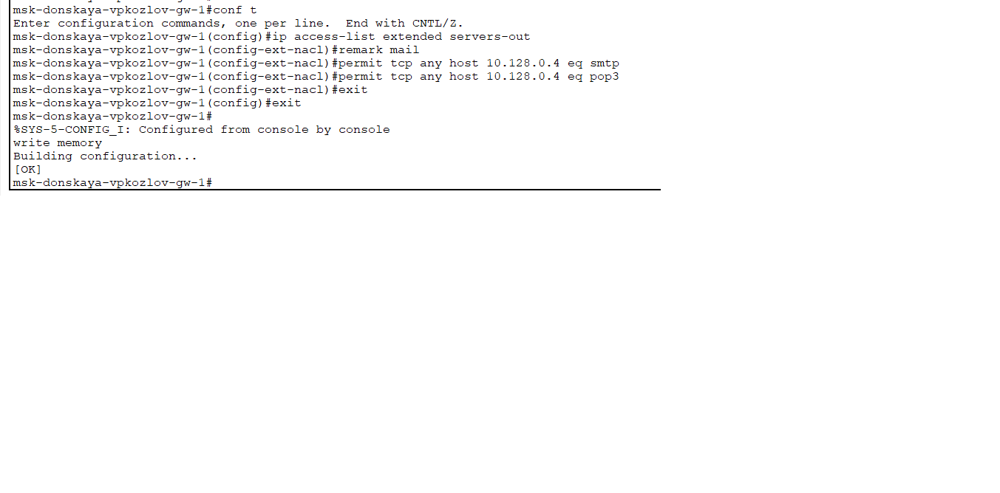 msk-donskaya-vpkozlov-gw-1#conf t
Enter configuration commands, one per line.  End with CNTL/Z.
msk-donskaya-vpkozlov-gw-1(config)#ip access-list extended servers-out
msk-donskaya-vpkozlov-gw-1(config-ext-nacl)#remark mail
msk-donskaya-vpkozlov-gw-1(config-ext-nacl)#permit tcp any host 10.128.0.4 eq smtp
msk-donskaya-vpkozlov-gw-1(config-ext-nacl)#permit tcp any host 10.128.0.4 eq pop3
msk-donskaya-vpkozlov-gw-1(config-ext-nacl)#exit
msk-donskaya-vpkozlov-gw-1(config)#exit
msk-donskaya-vpkozlov-gw-1#
%SYS-5-CONFIG_I: Configured from console by console
write memory
Building configuration...
[OK]
msk-donskaya-vpkozlov-gw-1#